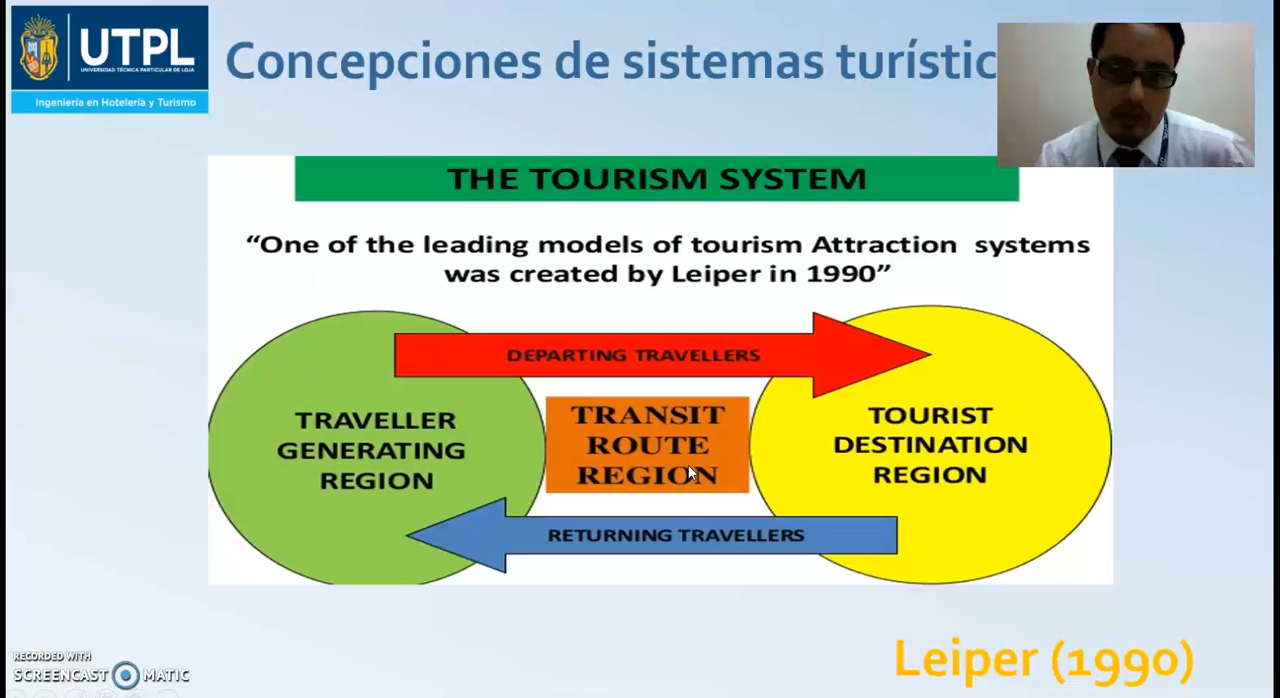 UTPL
UNIVERSIDAD TÉCNICA PARTICULAR DE LOJA
Ingeniería en Hotelería y Turismo
Concepciones de sistemas turístic
THE TOURISM SYSTEM
“One of the leading models of tourism Attraction systems
was created by Leiper in 1990”
DEPARTING TRAVELLERS
TRAVELLER
GENERATING
REGION
TRANSIT
ROUTE
REGION
TOURIST
DESTINATION
REGION
RETURNING TRAVELLERS
Leiper (1990)
RECORDED WITH
SCREENCAST MATIC